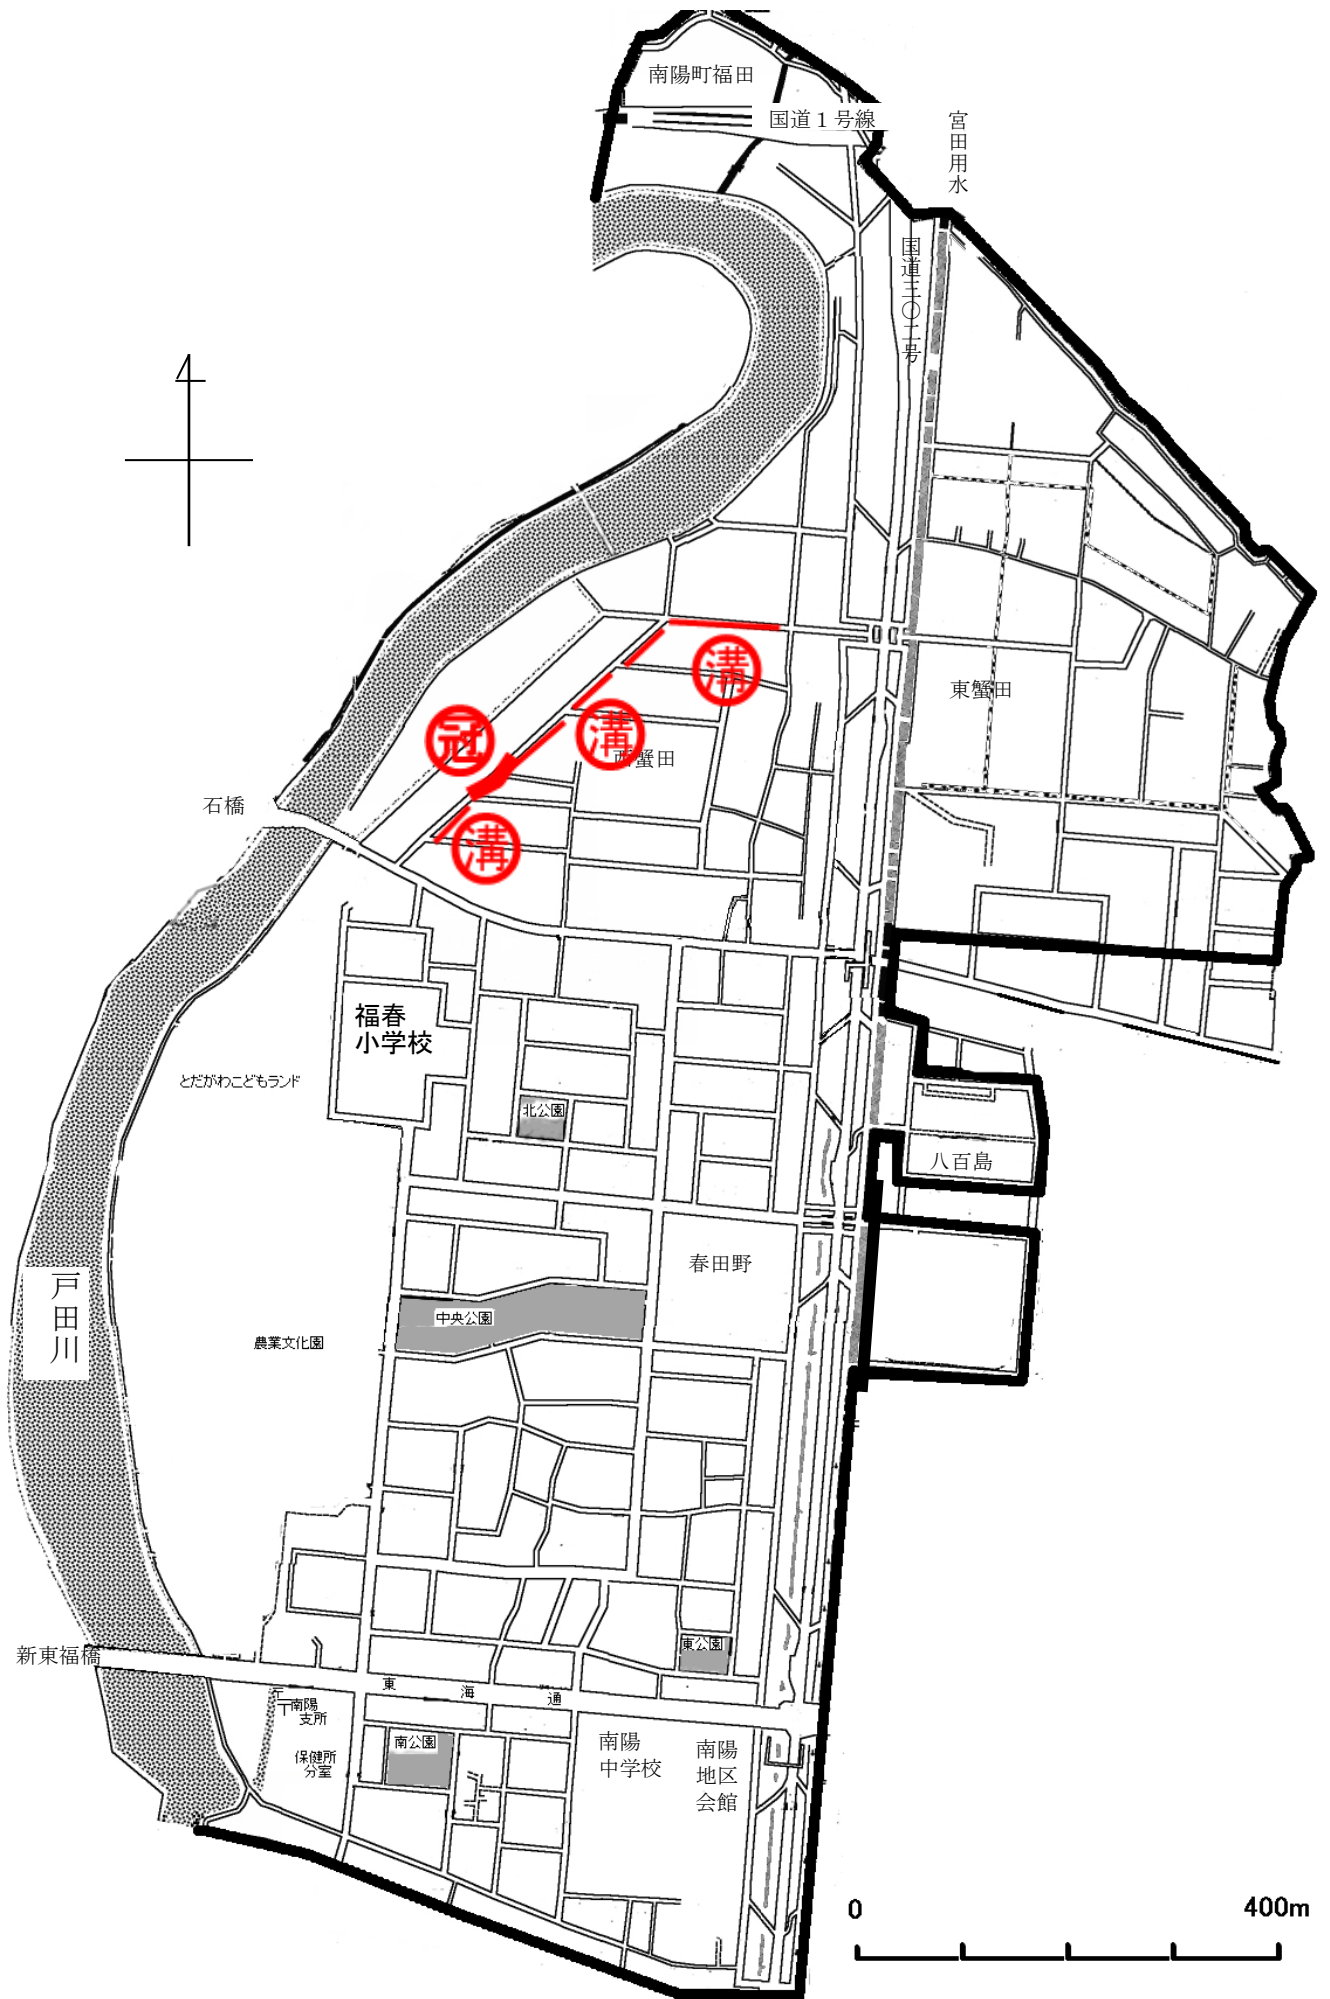 南陽町福田
国道1号線
宮田用水
国道三〇二号
溝
東蟹田
冠
溝
西蟹田
石橋
溝
福春
小学校
とだがわこどもランド
北公園
八百島
春田野
戸田川
中央公園
農業文化園
東公園
新東福橋
東海通
〒南陽
支所
南公園
保健所
分室
南陽
中学校
南陽
地区
会館
0
400m